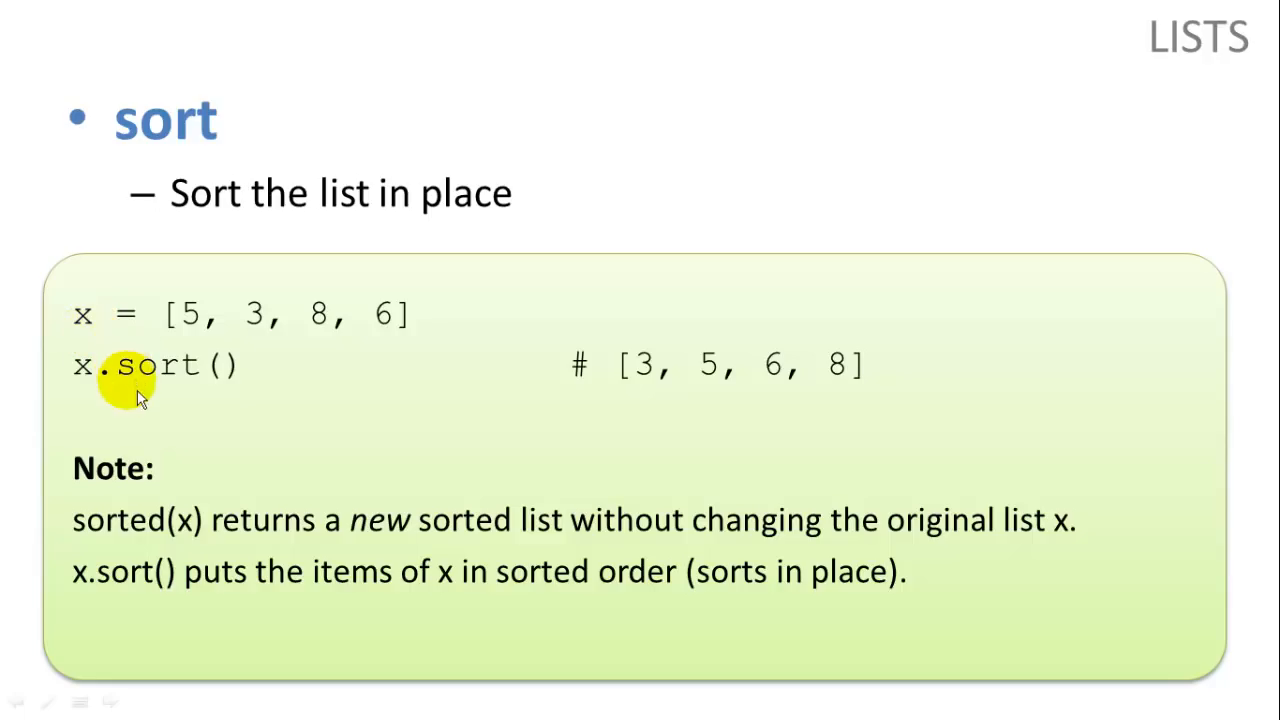 LISTS
• sort
– Sort the list in place
x = [5, 3, 8, 6]
x.sort() # [3, 5, 6, 8]
Note:
sorted(x) returns a new sorted list without changing the original list x.
x.sort() puts the items of x in sorted order (sorts in place).